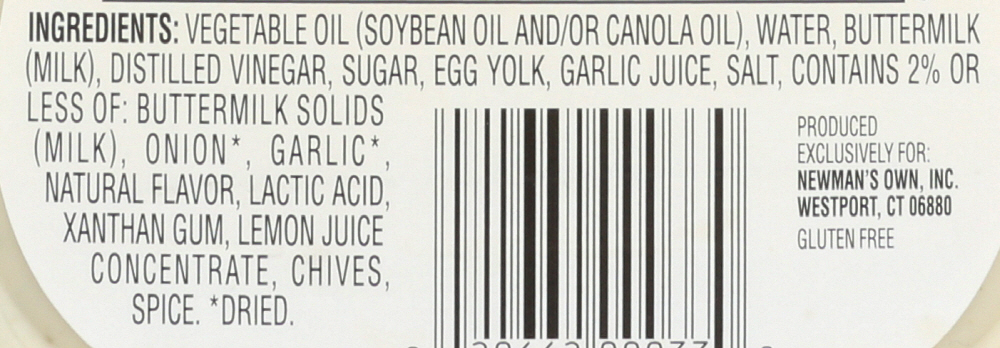 INGREDIENTS: VEGETABLE OIL (SOYBEAN OIL AND/OR CANOLA OIL), WATER, BUTTERMILK
(MILK), DISTILLED VINEGAR, SUGAR, EGG YOLK, GARLIC JUICE, SALT, CONTAINS 2% OR
LESS OF: BUTTERMILK SOLIDS
(MILK), ONION*, GARLIC*,
NATURAL FLAVOR, LACTIC ACID,
XANTHAN GUM, LEMON JUICE
CONCENTRATE, CHIVES,
SPICE. *DRIED.
PRODUCED
EXCLUSIVELY FOR:
NEWMAN'S OWN, INC.
WESTPORT, CT 06880
GLUTEN FREE